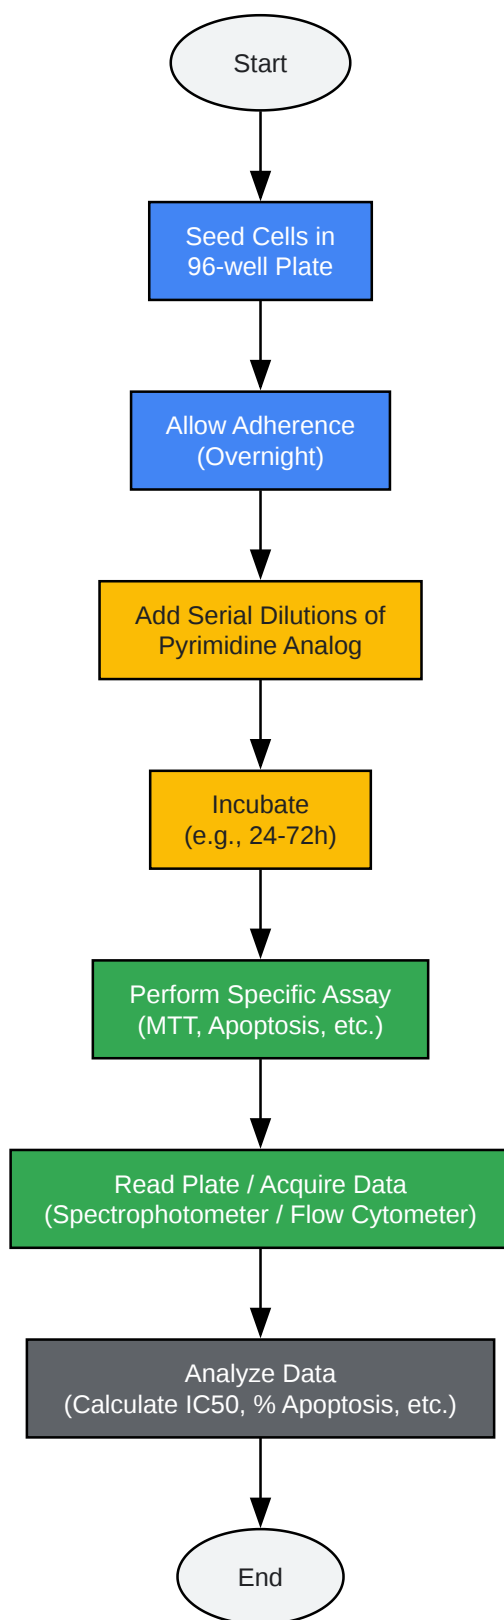 Start
Seed Cells in
96-well Plate
Allow Adherence
(Overnight)
Add Serial Dilutions of
Pyrimidine Analog
Incubate
(e.g., 24-72h)
Perform Specific Assay
(MTT, Apoptosis, etc.)
Read Plate / Acquire Data
(Spectrophotometer / Flow Cytometer)
Analyze Data
(Calculate IC50, % Apoptosis, etc.)
End